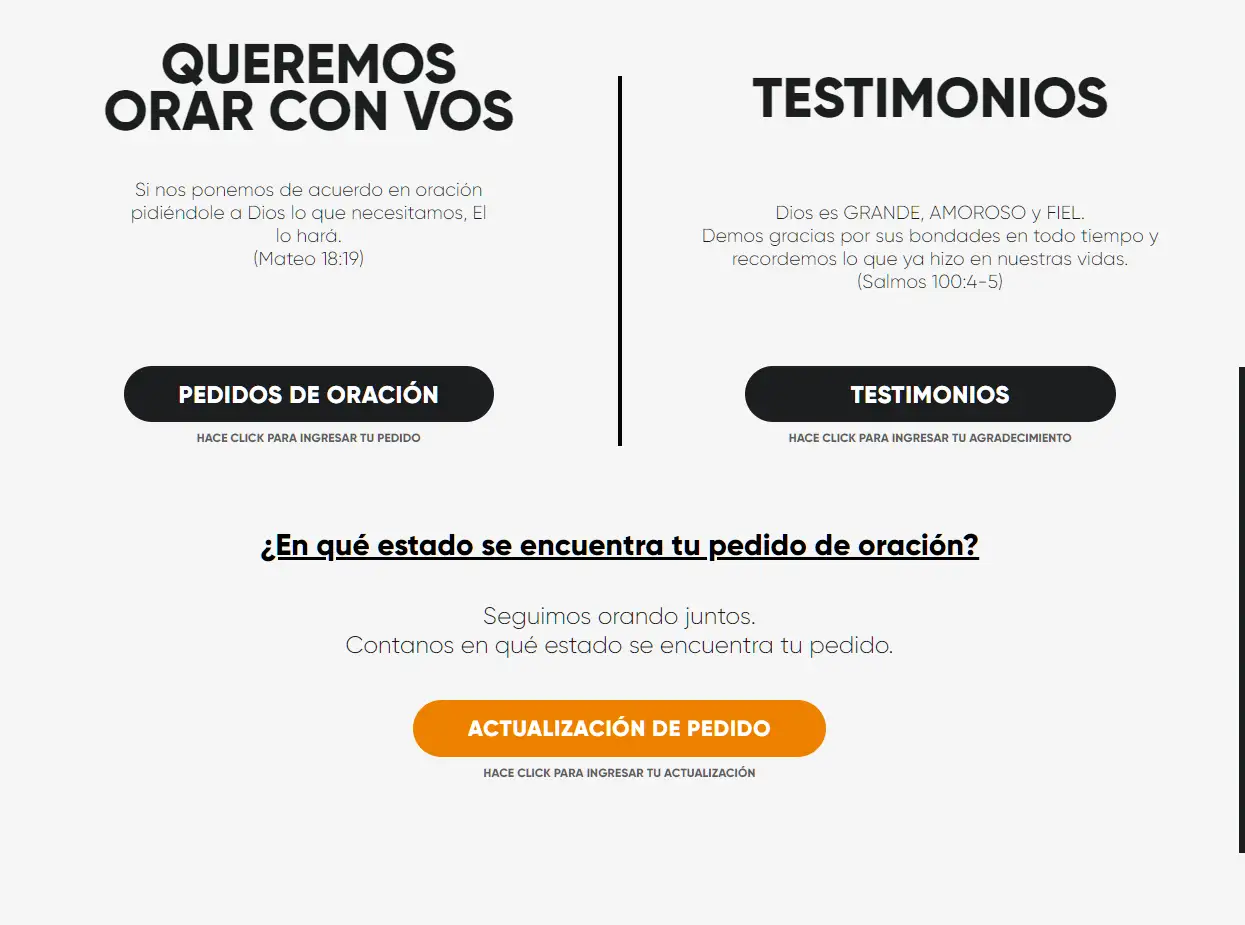 QUEREMOS
ORAR CON VOS
Si nos ponemos de acuerdo en oración
pidiéndole a Dios lo que necesitamos, El
lo hará.
(Mateo 18:19)
PEDIDOS DE ORACIÓN
HACE CLICK PARA INGRESAR TU PEDIDO
TESTIMONIOS
Dios es GRANDE, AMOROSO y FIEL.
Demos gracias por sus bondades en todo tiempo y
recordemos lo que ya hizo en nuestras vidas.
(Salmos 100:4-5)
TESTIMONIOS
HACE CLICK PARA INGRESAR TU AGRADECIMIENTO
¿En qué estado se encuentra tu pedido de oración?
Seguimos orando juntos.
Contanos en qué estado se encuentra tu pedido.
ACTUALIZACIÓN DE PEDIDO
HACE CLICK PARA INGRESAR TU ACTUALIZACIÓN